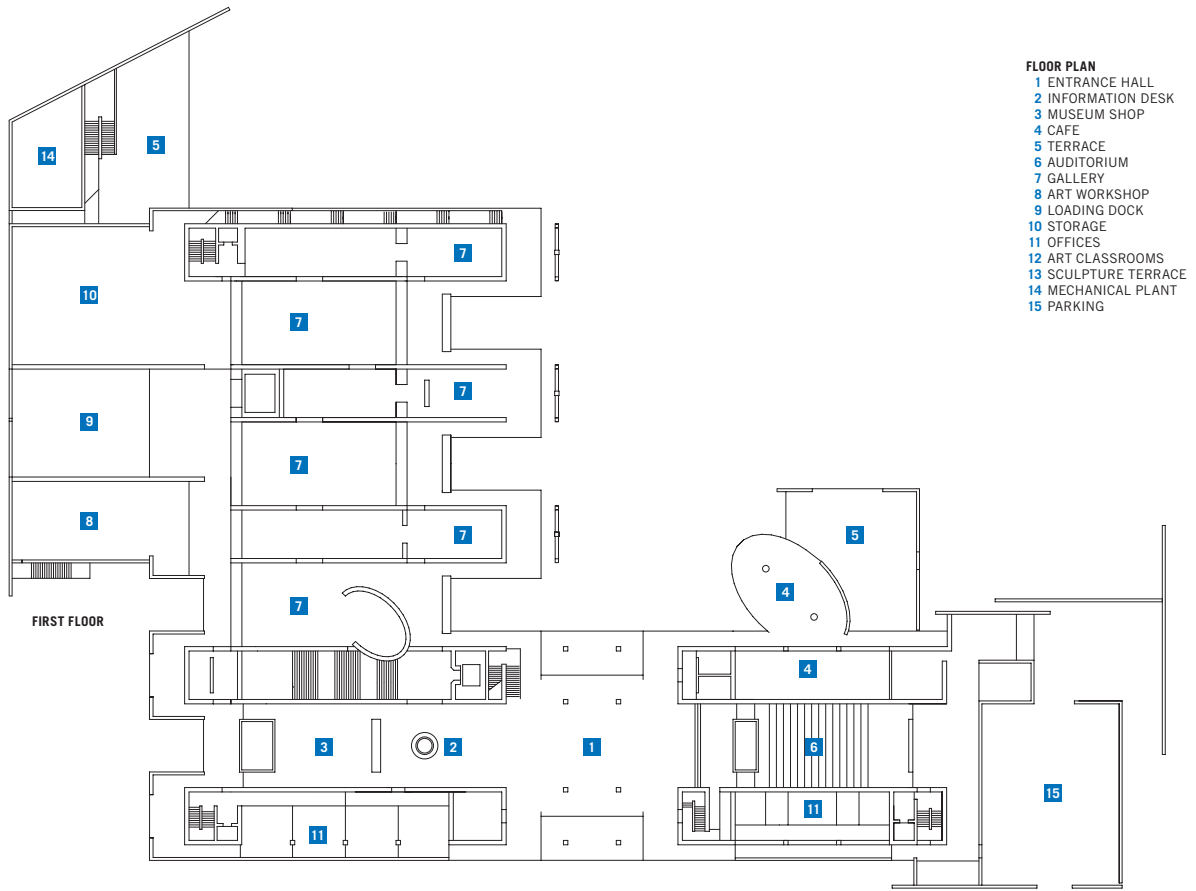 FLOOR PLAN
1 ENTRANCE HALL
2 INFORMATION DESK
3 MUSEUM SHOP
4 CAFE
5 TERRACE
6 AUDITORIUM
7 GALLERY
8 ART WORKSHOP
9 LOADING DOCK
10 STORAGE
11 OFFICES
12 ART CLASSROOMS
13 SCULPTURE TERRACE
14 MECHANICAL PLANT
15 PARKING
5
14
7
10
7
7
9
7
8
7
5
4
7
FIRST FLOOR
4
3
2
1
6
15
11
11